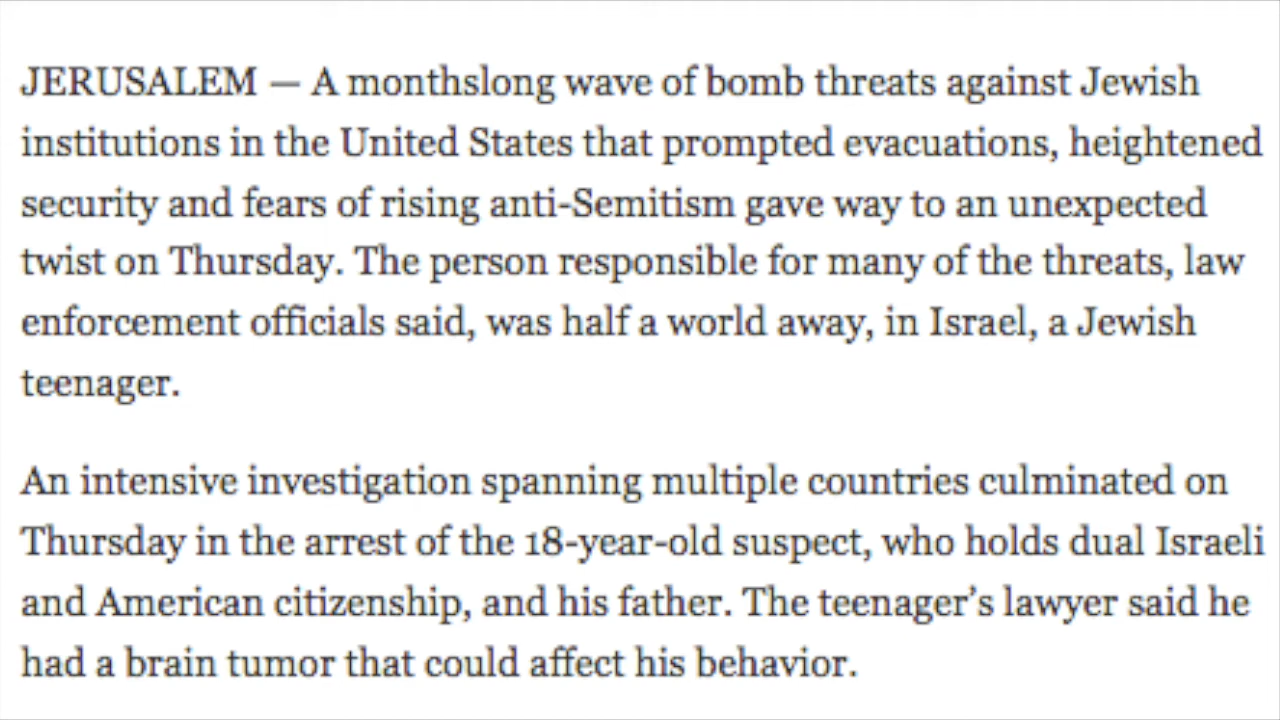 JERUSALEM — A monthslong wave of bomb threats against Jewish
institutions in the United States that prompted evacuations, heightened
security and fears of rising anti-Semitism gave way to an unexpected
twist on Thursday. The person responsible for many of the threats, law
enforcement officials said, was half a world away, in Israel, a Jewish
teenager.
An intensive investigation spanning multiple countries culminated on
Thursday in the arrest of the 18-year-old suspect, who holds dual Israeli
and American citizenship, and his father. The teenager’s lawyer said he
had a brain tumor that could affect his behavior.